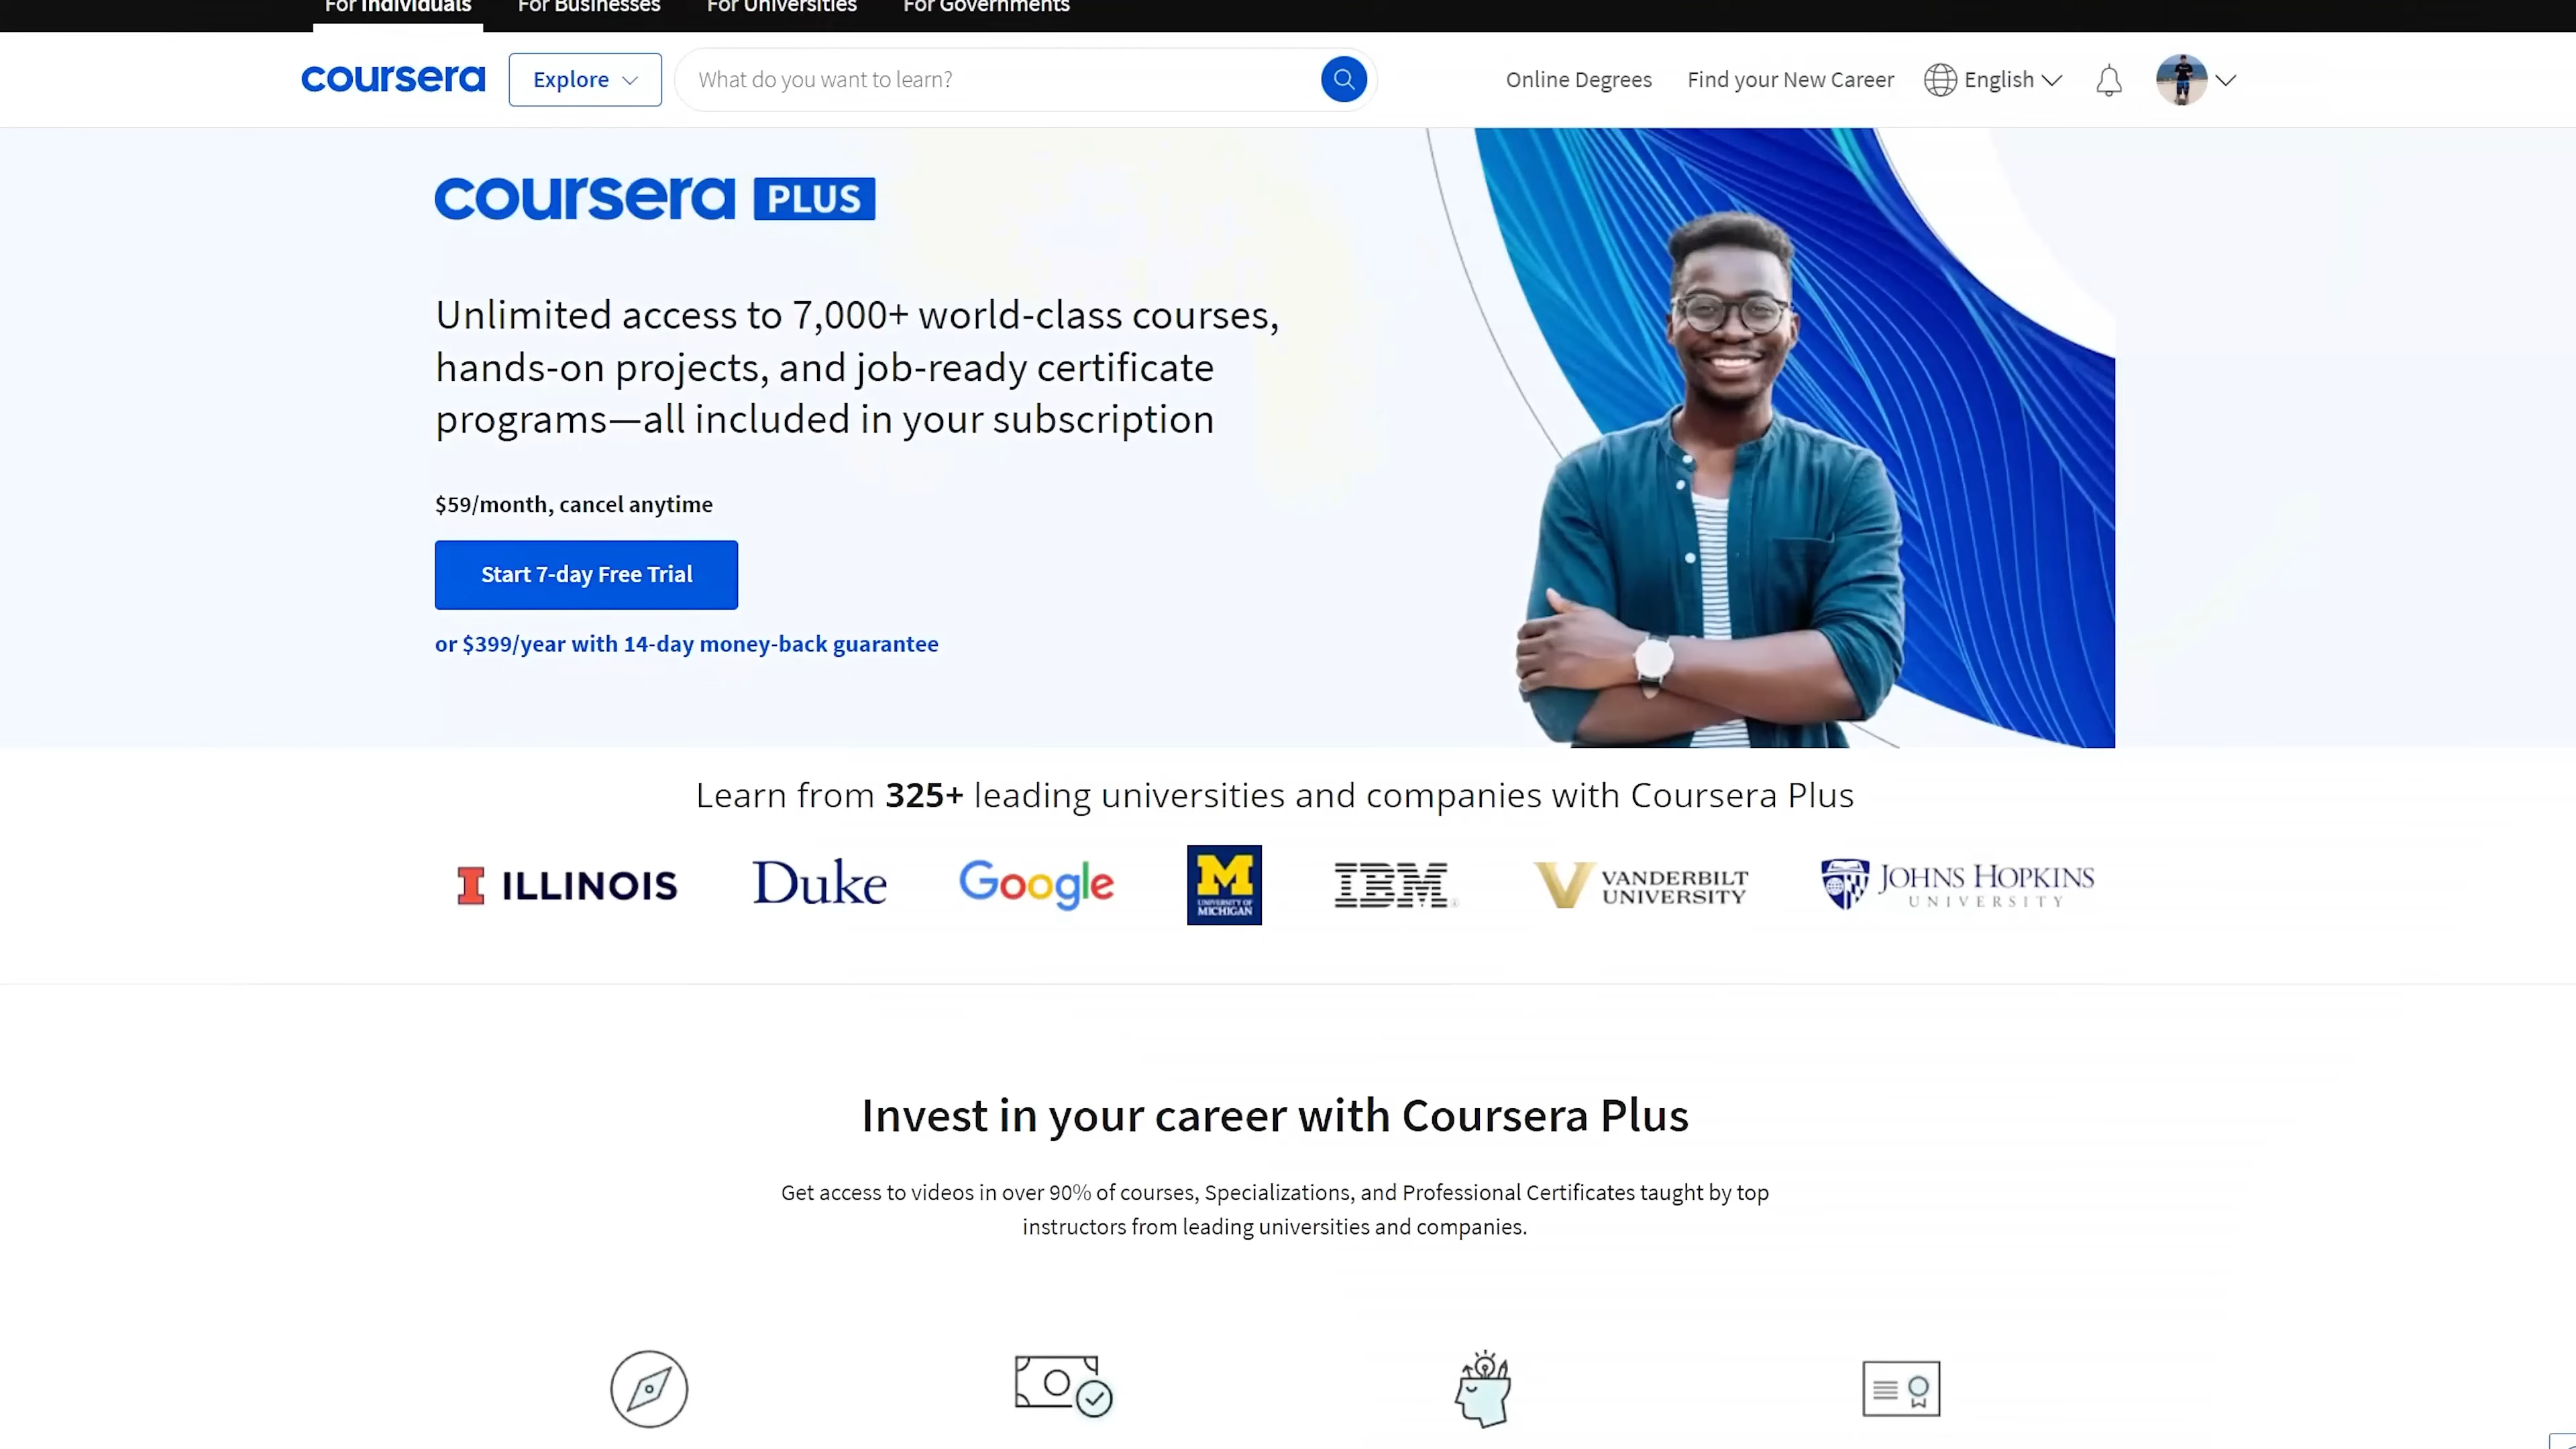 For Individuals
For Businesses
For Universities
For Governments
coursera
Explore
What do you want to learn?
Online Degrees
Find your New Career
English
coursera PLUS
Unlimited access to 7,000+ world-class courses,
hands-on projects, and job-ready certificate
programs—all included in your subscription
$59/month, cancel anytime
Start 7-day Free Trial
or $399/year with 14-day money-back guarantee
Learn from 325+ leading universities and companies with Coursera Plus
I ILLINOIS
Duke
Google
M
UNIVERSITY OF
MICHIGAN
IBM®
V VANDERBILT
UNIVERSITY
JOHNS HOPKINS
UNIVERSITY
Invest in your career with Coursera Plus
Get access to videos in over 90% of courses, Specializations, and Professional Certificates taught by top
instructors from leading universities and companies.